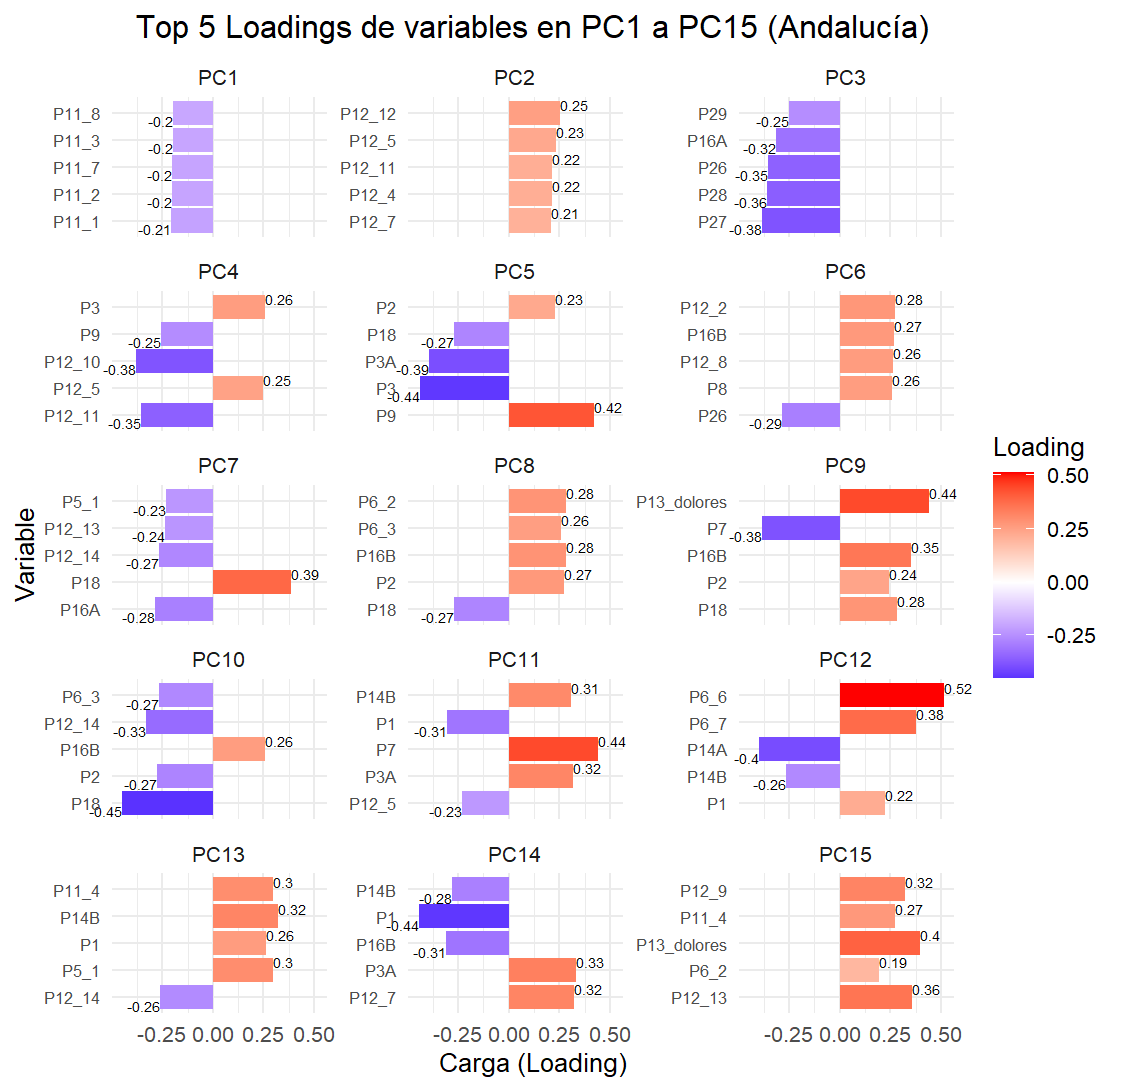 Top 5 Loadings de variables en PC1 a PC15 (Andalucía)
PC1
P11_8 -0.2
P11_3 -0.2
P11_7 -0.2
P11_2 -0.2
P11_1 -0.21
PC2
P12_12 0.25
P12_5 0.23
P12_11 0.22
P12_4 0.22
P12_7 0.21
PC3
P29 -0.25
P16A -0.32
P26 -0.35
P28 -0.36
P27 -0.38
PC4
P3 0.26
P9 -0.25
P12_10 -0.38
P12_5 0.25
P12_11 -0.35
PC5
P2 0.23
P18 -0.27
P3A -0.39
P3 -0.44
P9 0.42
PC6
P12_2 0.28
P16B 0.27
P12_8 0.26
P8 0.26
P26 -0.29
PC7
P5_1 -0.23
P12_13 -0.24
P12_14 -0.27
P18 0.39
P16A -0.28
PC8
P6_2 0.28
P6_3 0.26
P16B 0.28
P2 0.27
P18 -0.27
PC9
P13_dolores 0.44
P7 -0.38
P16B 0.35
P2 0.24
P18 0.28
PC10
P6_3 -0.27
P12_14 -0.33
P16B 0.26
P2 -0.27
P18 -0.45
PC11
P14B 0.31
P1 -0.31
P7 0.44
P3A 0.32
P12_5 -0.23
PC12
P6_6 0.52
P6_7 0.38
P14A -0.4
P14B -0.26
P1 0.22
PC13
P11_4 0.3
P14B 0.32
P1 0.26
P5_1 0.3
P12_14 -0.26
PC14
P14B -0.28
P1 -0.44
P16B -0.31
P3A 0.33
P12_7 0.32
PC15
P12_9 0.32
P11_4 0.27
P13_dolores 0.4
P6_2 0.19
P12_13 0.36
-0.25 0.00 0.25 0.50
-0.25 0.00 0.25 0.50
-0.25 0.00 0.25 0.50
Carga (Loading)
Variable
Loading
0.50
0.25
0.00
-0.25